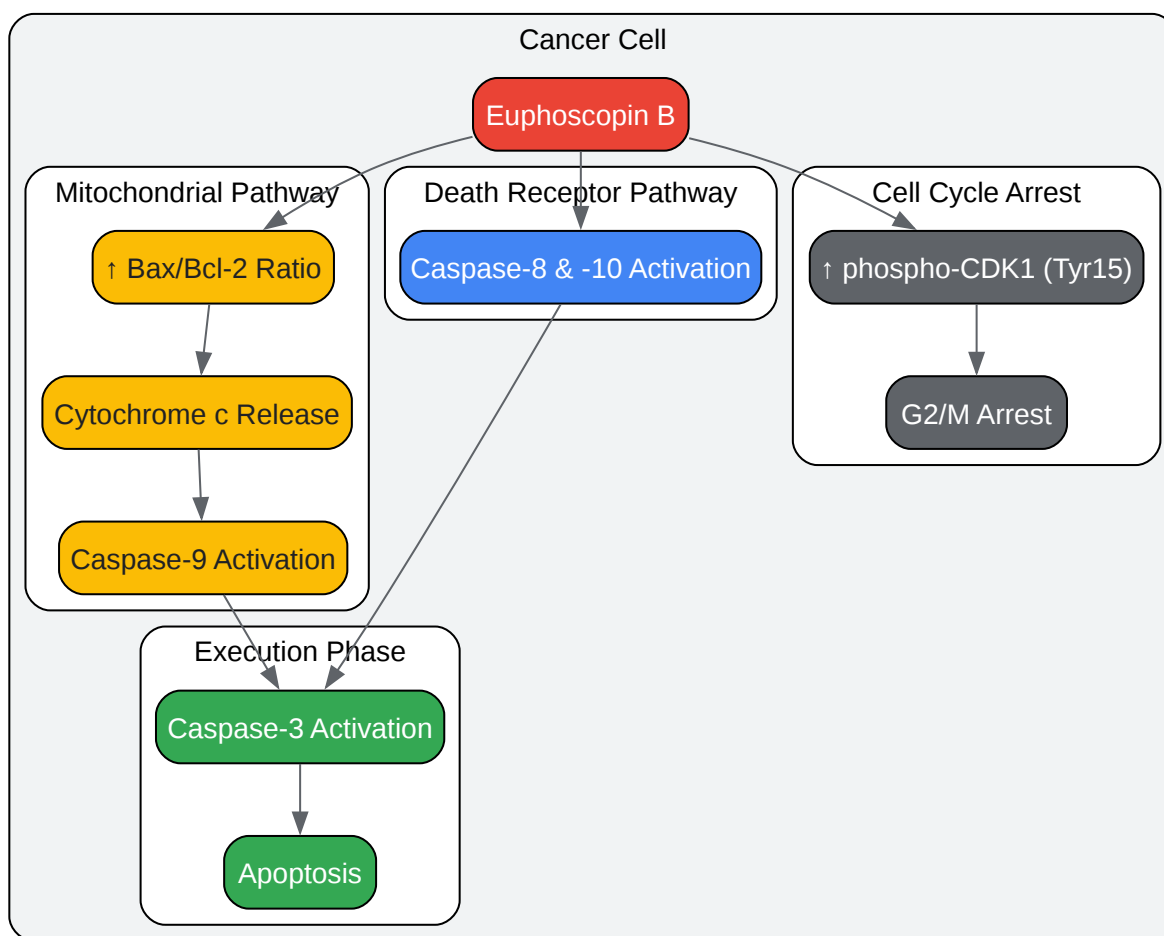 Cancer Cell
Euphoscopin B
Mitochondrial Pathway
Death Receptor Pathway
Cell Cycle Arrest
↑ Bax/Bcl-2 Ratio
Caspase-8 & -10 Activation
↑ phospho-CDK1 (Tyr15)
Cytochrome c Release
G2/M Arrest
Caspase-9 Activation
Execution Phase
Caspase-3 Activation
Apoptosis